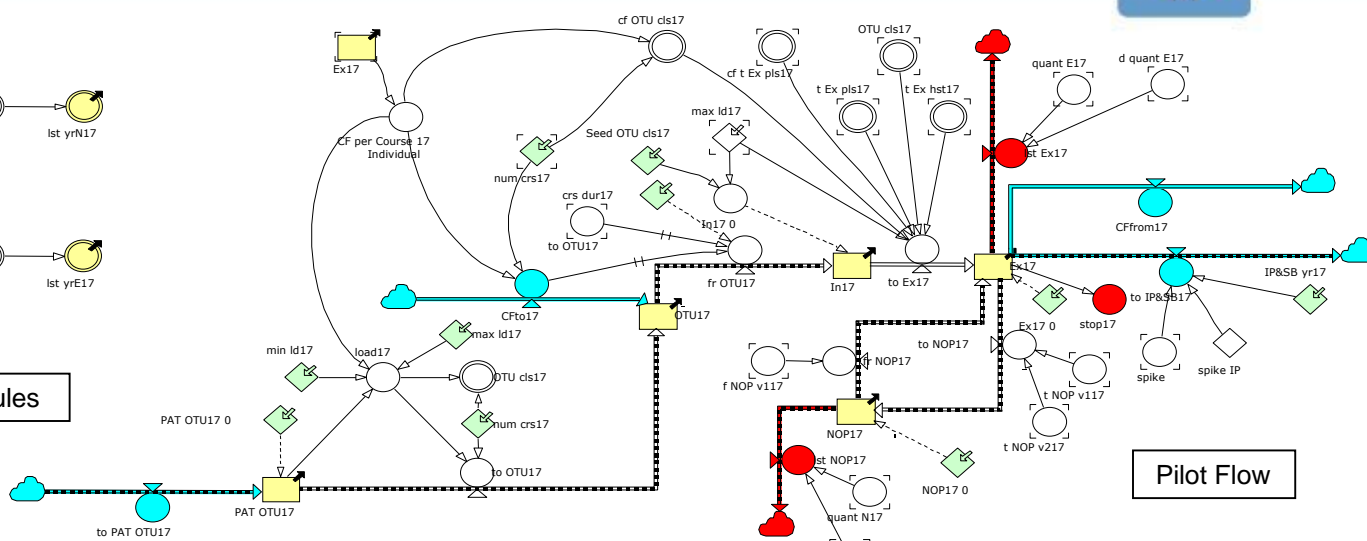 cf OTU cls17
OTU cls17
Ex17
cf t Ex pls17
quant E17
d quant E17
t Ex pls17
t Ex hst17
lst yrN17
max ld17
CF per Course 17
Individual
Seed OTU cls17
st Ex17
num crs17
crs dur17
In17 0
CFfrom17
to OTU17
lst yrE17
fr OTU17
In17
to Ex17
Ex17
to IP&SB17
IP&SB yr17
CFto17
OTU17
Ex17 0
stop17
max ld17
min ld17
load17
to NOP17
fr NOP17
f NOP v117
spike
spike IP
OTU cls17
t NOP v117
ules
PAT OTU17 0
num crs17
NOP17
t NOP v217
to OTU17
st NOP17
NOP17 0
Pilot Flow
PAT OTU17
quant N17
to PAT OTU17